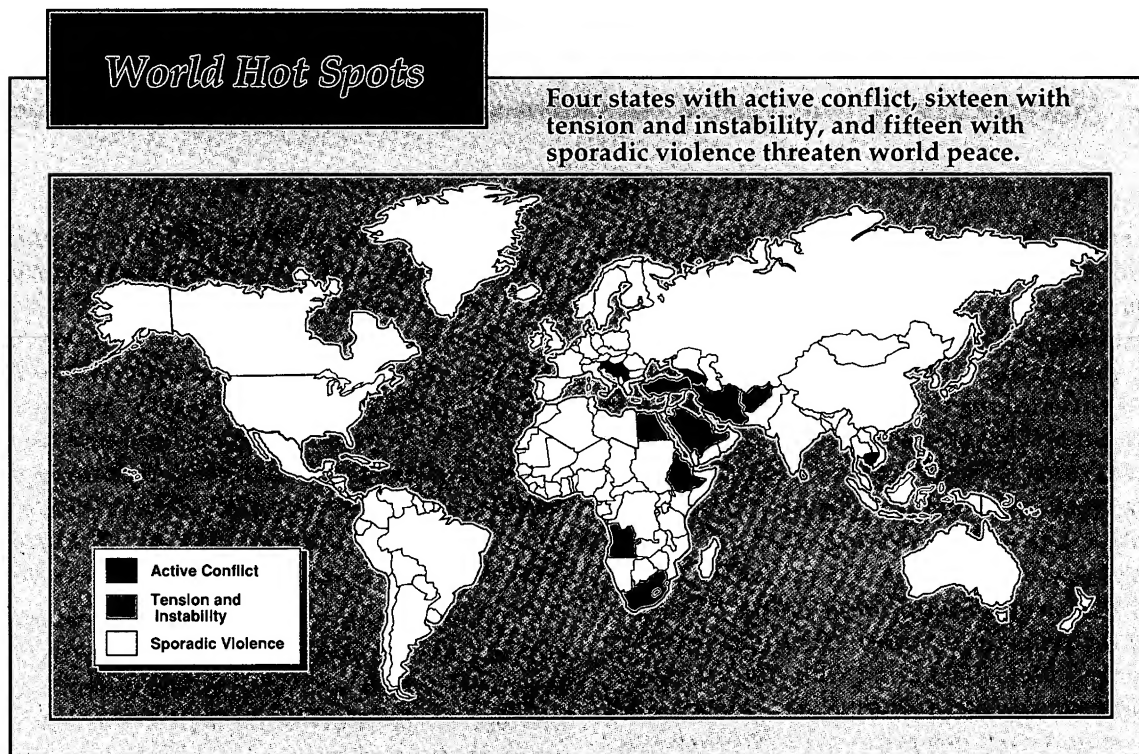 World Hot Spots
Four states with active conflict, sixteen with
tension and instability, and fifteen with
sporadic violence threaten world peace.
Active Conflict
Tension and
Instability
Sporadic Violence